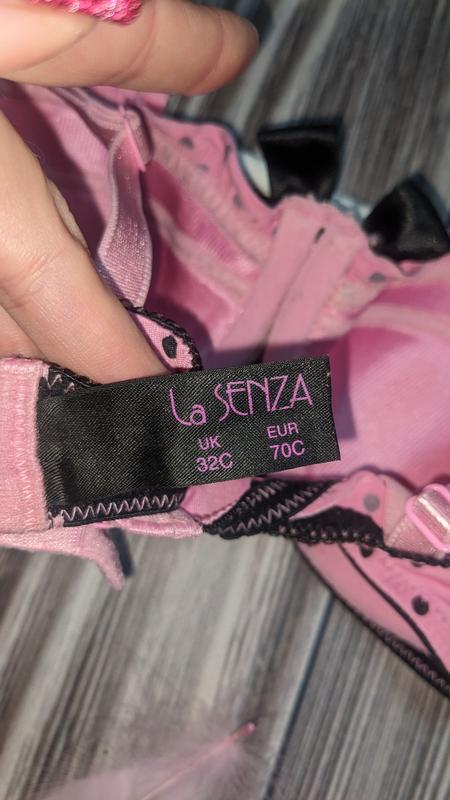 La SENZA
UK EUR
32C 70C